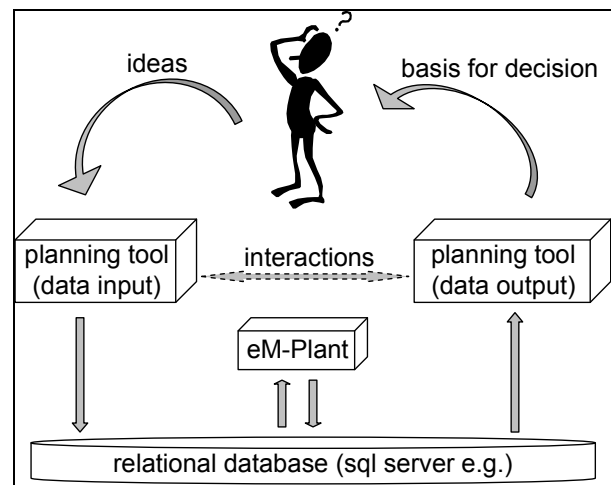 ?
ideas
basis for decision
planning tool
(data input)
interactions
planning tool
(data output)
eM-Plant
relational database (sql server e.g.)